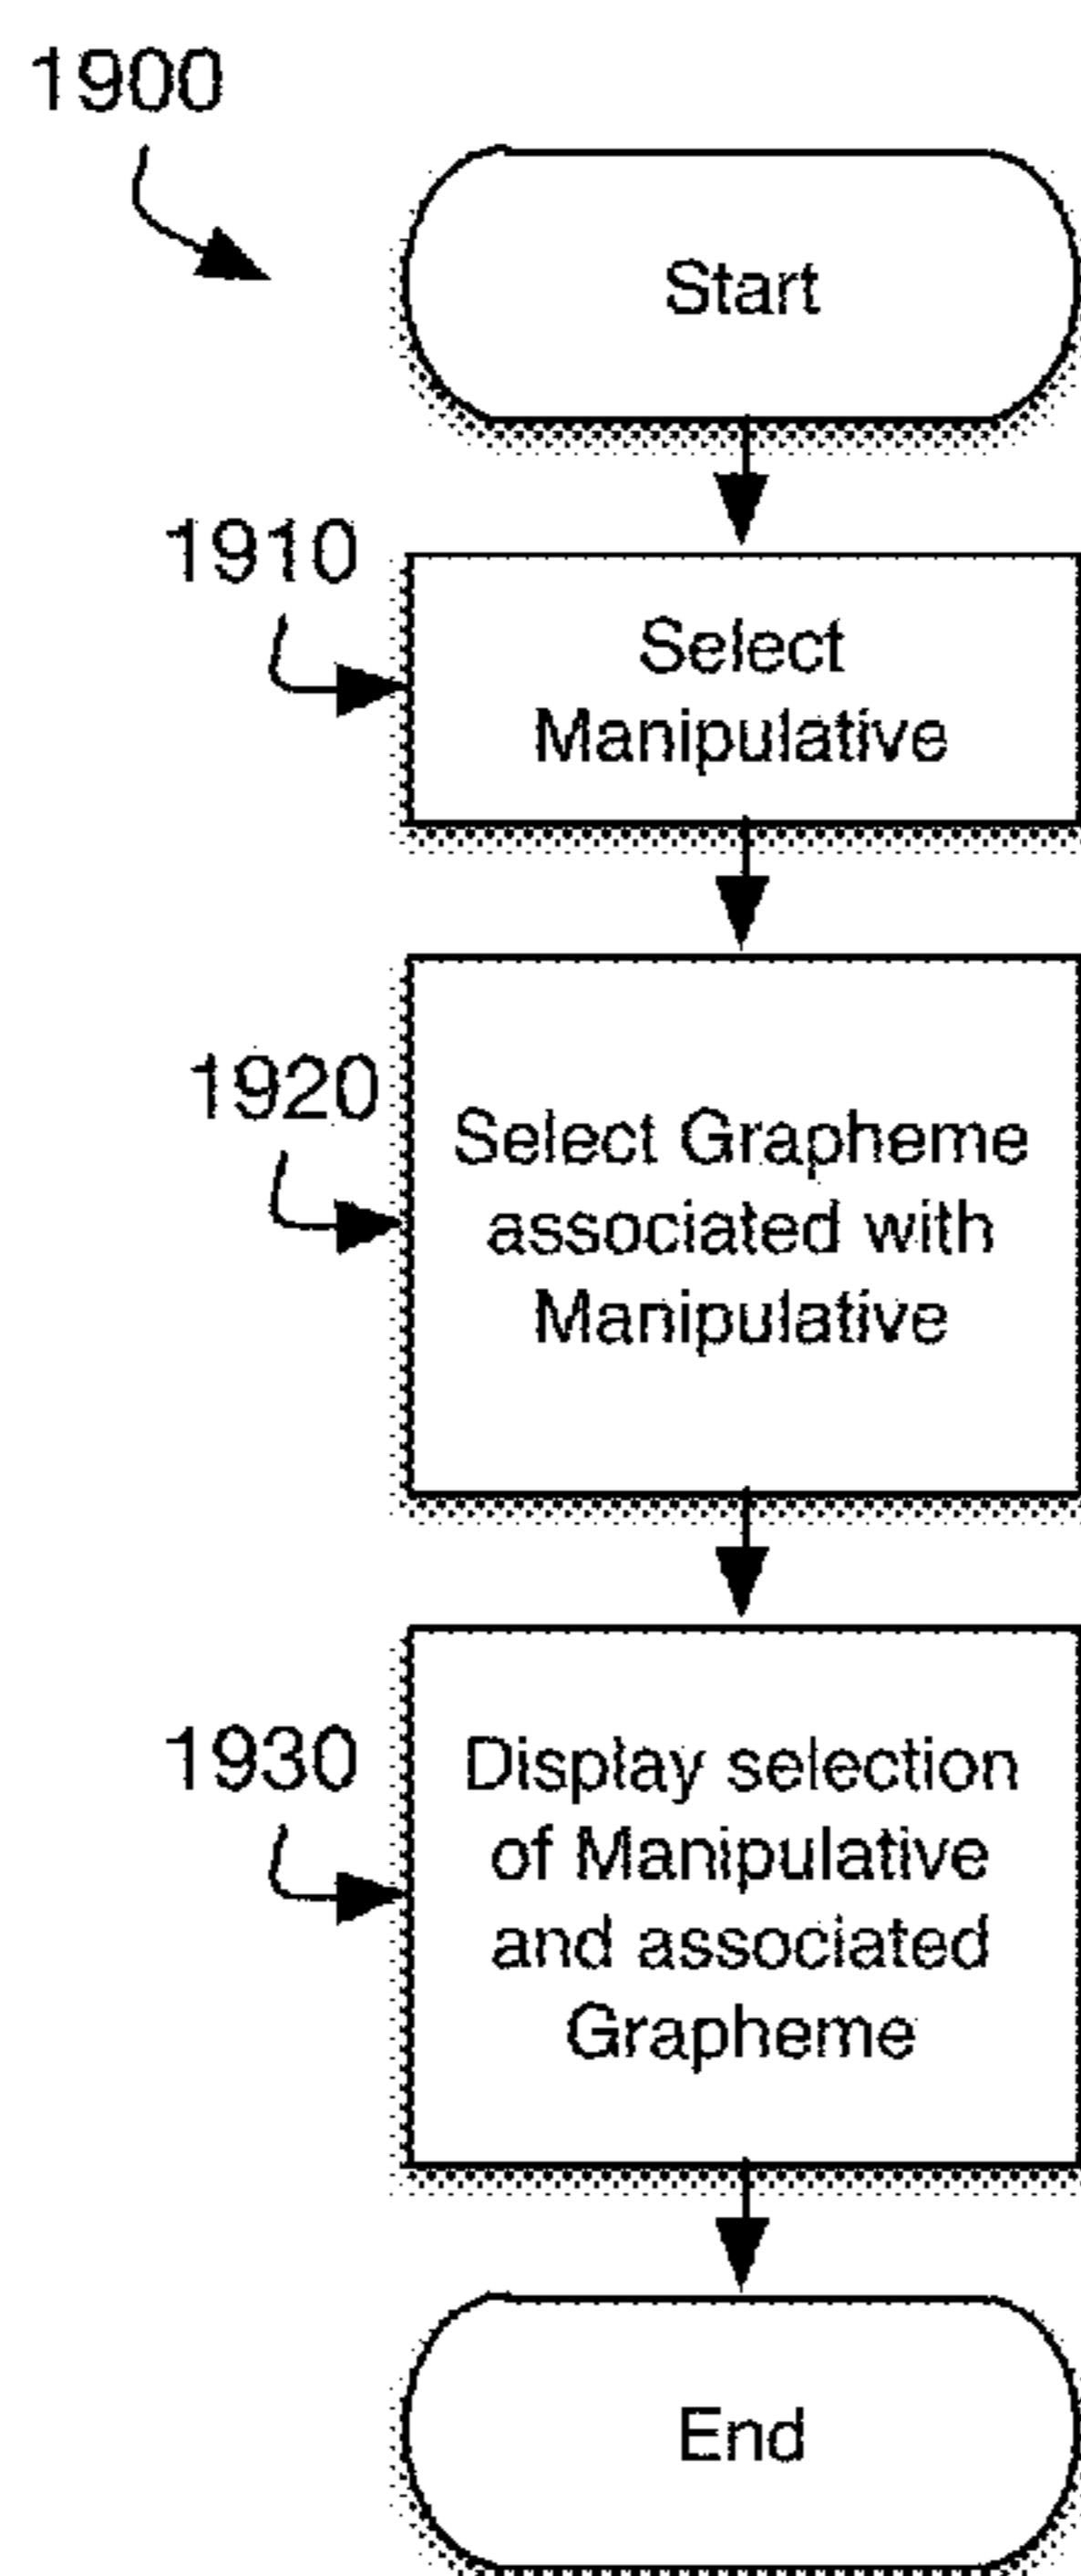 1900
Start
1910
Select
Manipulative
1920
Select Grapheme
associated with
Manipulative
1930
Display selection
of Manipulative
and associated
Grapheme
End